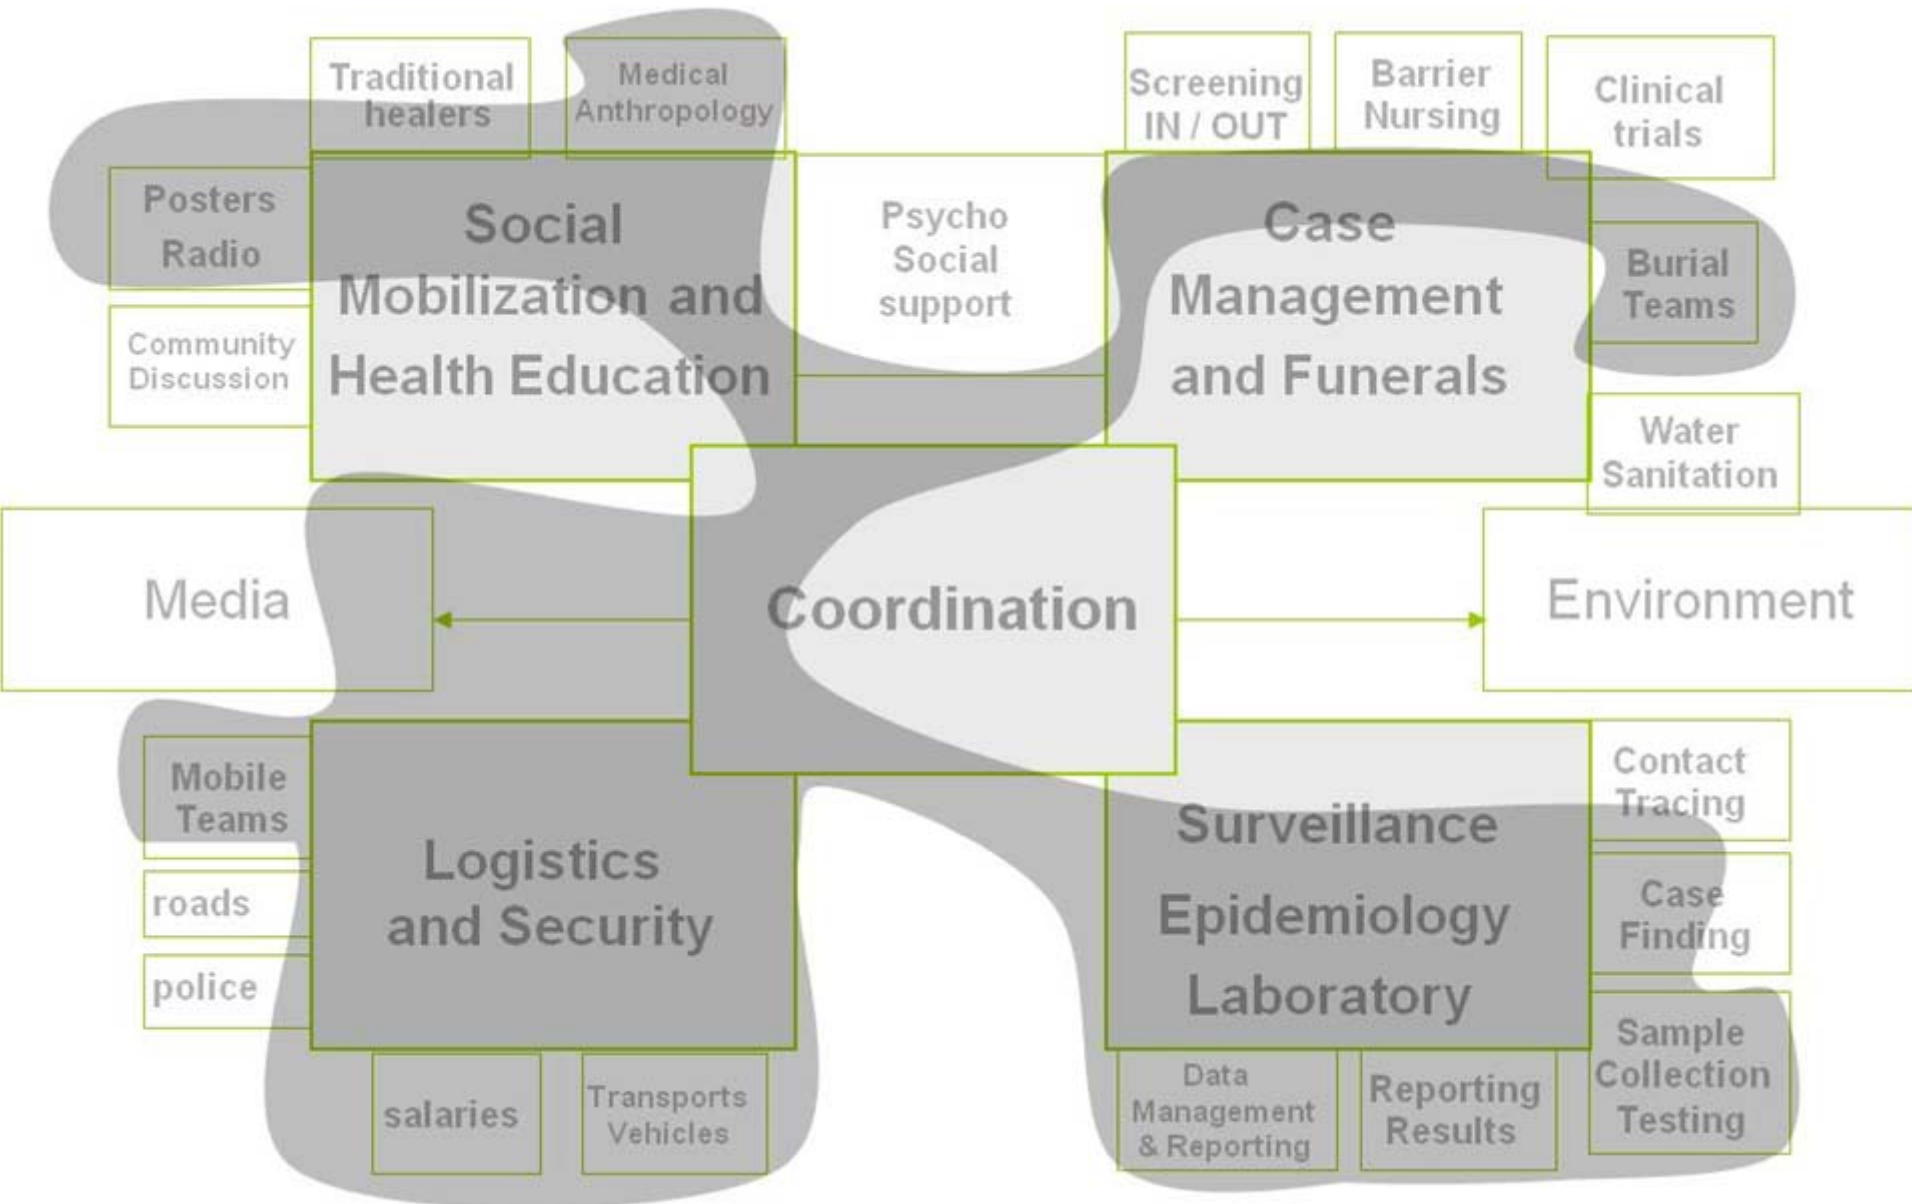 Traditional
healers
Medical
Anthropology
Screening
IN / OUT
Barrier
Nursing
Clinical
trials
Posters
Radio
Social
Mobilization and
Health Education
Psycho
Social
support
Case
Management
and Funerals
Burial
Teams
Community
Discussion
Water
Sanitation
Media
Coordination
Environment
Mobile
Teams
roads
police
Logistics
and Security
Surveillance
Epidemiology
Laboratory
Contact
Tracing
Case
Finding
Sample
Collection
Testing
salaries
Transports
Vehicles
Data
Management
& Reporting
Reporting
Results